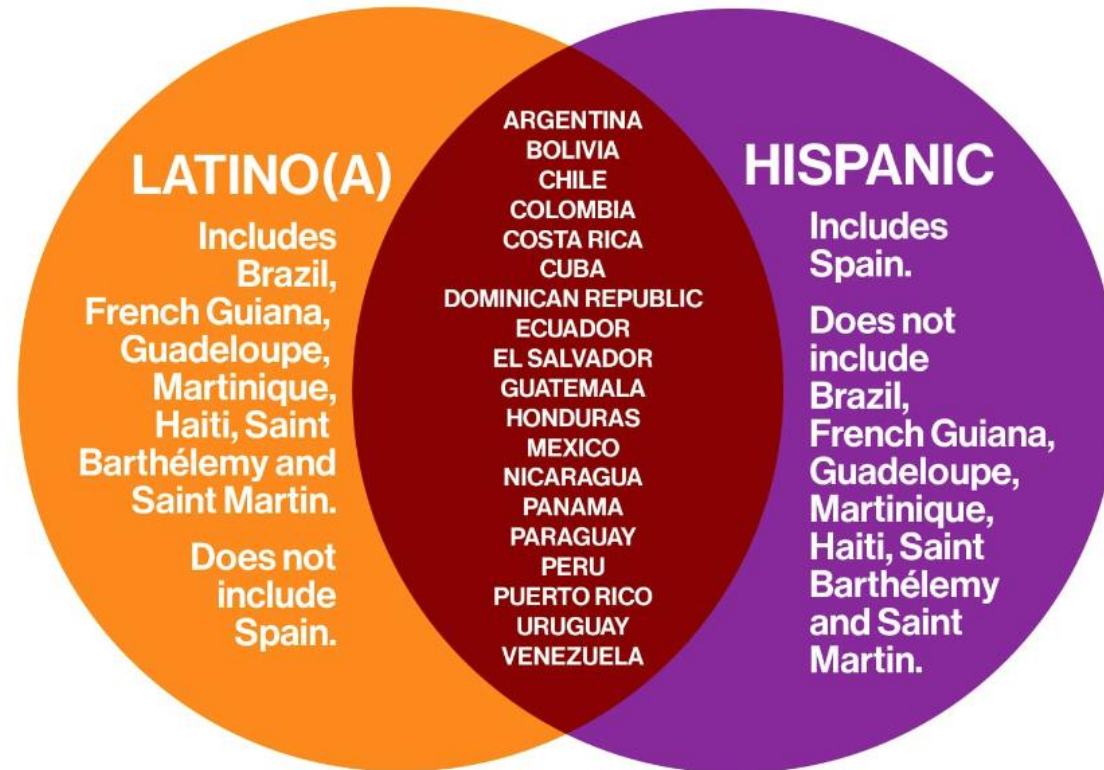 LATINO(A)
Includes
Brazil,
French Guiana,
Guadeloupe,
Martinique,
Haiti, Saint
Barthélemy and
Saint Martin.
Does not
include
Spain.
ARGENTINA
BOLIVIA
CHILE
COLOMBIA
COSTA RICA
CUBA
DOMINICAN REPUBLIC
ECUADOR
EL SALVADOR
GUATEMALA
HONDURAS
MEXICO
NICARAGUA
PANAMA
PARAGUAY
PERU
PUERTO RICO
URUGUAY
VENEZUELA
HISPANIC
Includes
Spain.
Does not
include
Brazil,
French Guiana,
Guadeloupe,
Martinique,
Haiti, Saint
Barthélemy
and Saint
Martin.